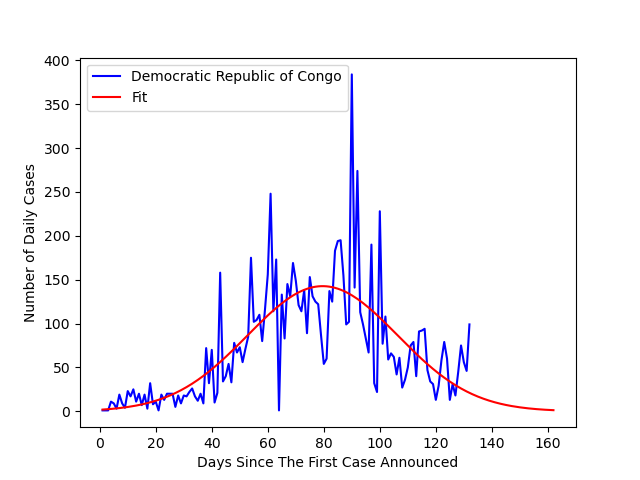 Democratic Republic of Congo
Fit
400
350
300
250
200
150
100
50
0
Number of Daily Cases
0 20 40 60 80 100 120 140 160
Days Since The First Case Announced